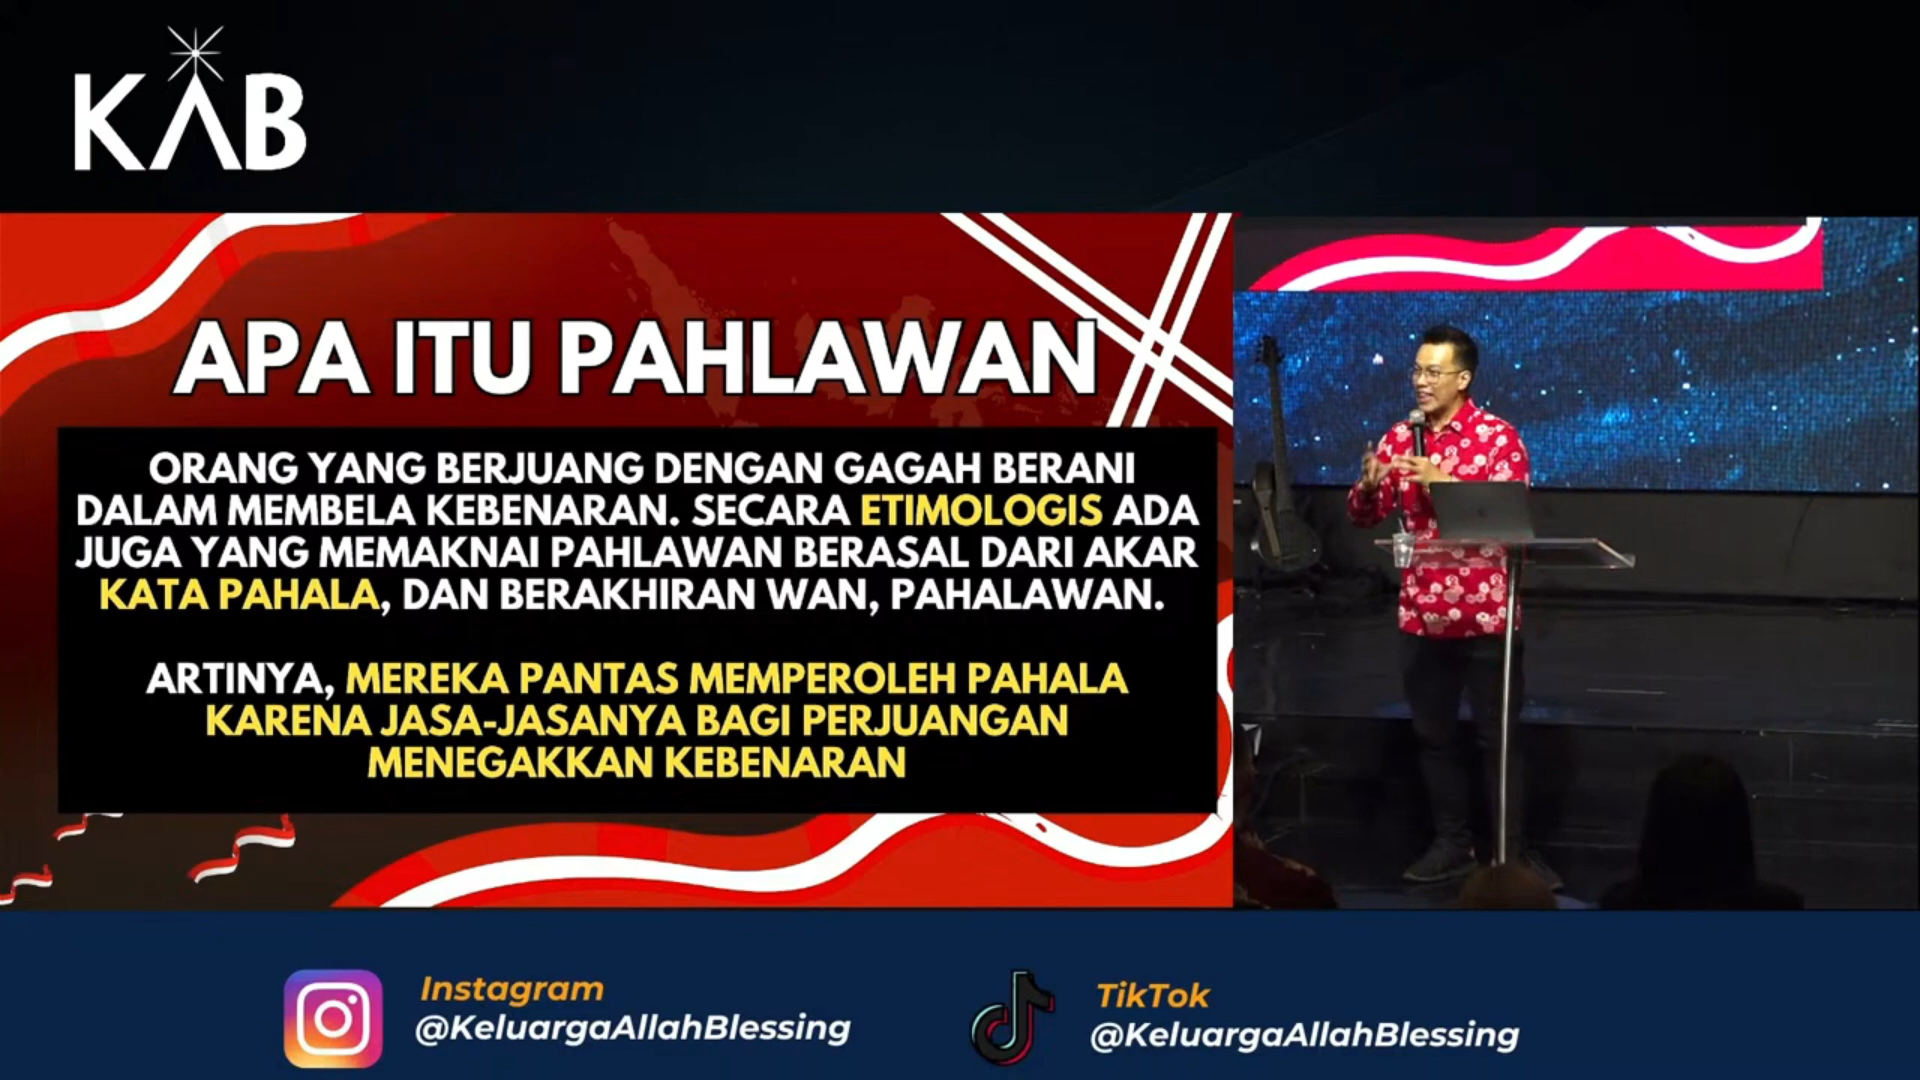 KAB
APA ITU PAHLAWAN
ORANG YANG BERJUANG DENGAN GAGAH BERANI
DALAM MEMBELA KEBENARAN. SECARA ETIMOLOGIS ADA
JUGA YANG MEMAKNAI PAHLAWAN BERASAL DARI AKAR
KATA PAHALA, DAN BERAKHIRAN WAN, PAHALAWAN.
ARTINYA, MEREKA PANTAS MEMPEROLEH PAHALA
KARENA JASA-JASANYA BAGI PERJUANGAN
MENEGAKKAN KEBENARAN
Instagram
@KeluargaAllahBlessing
TikTok
@KeluargaAllahBlessing